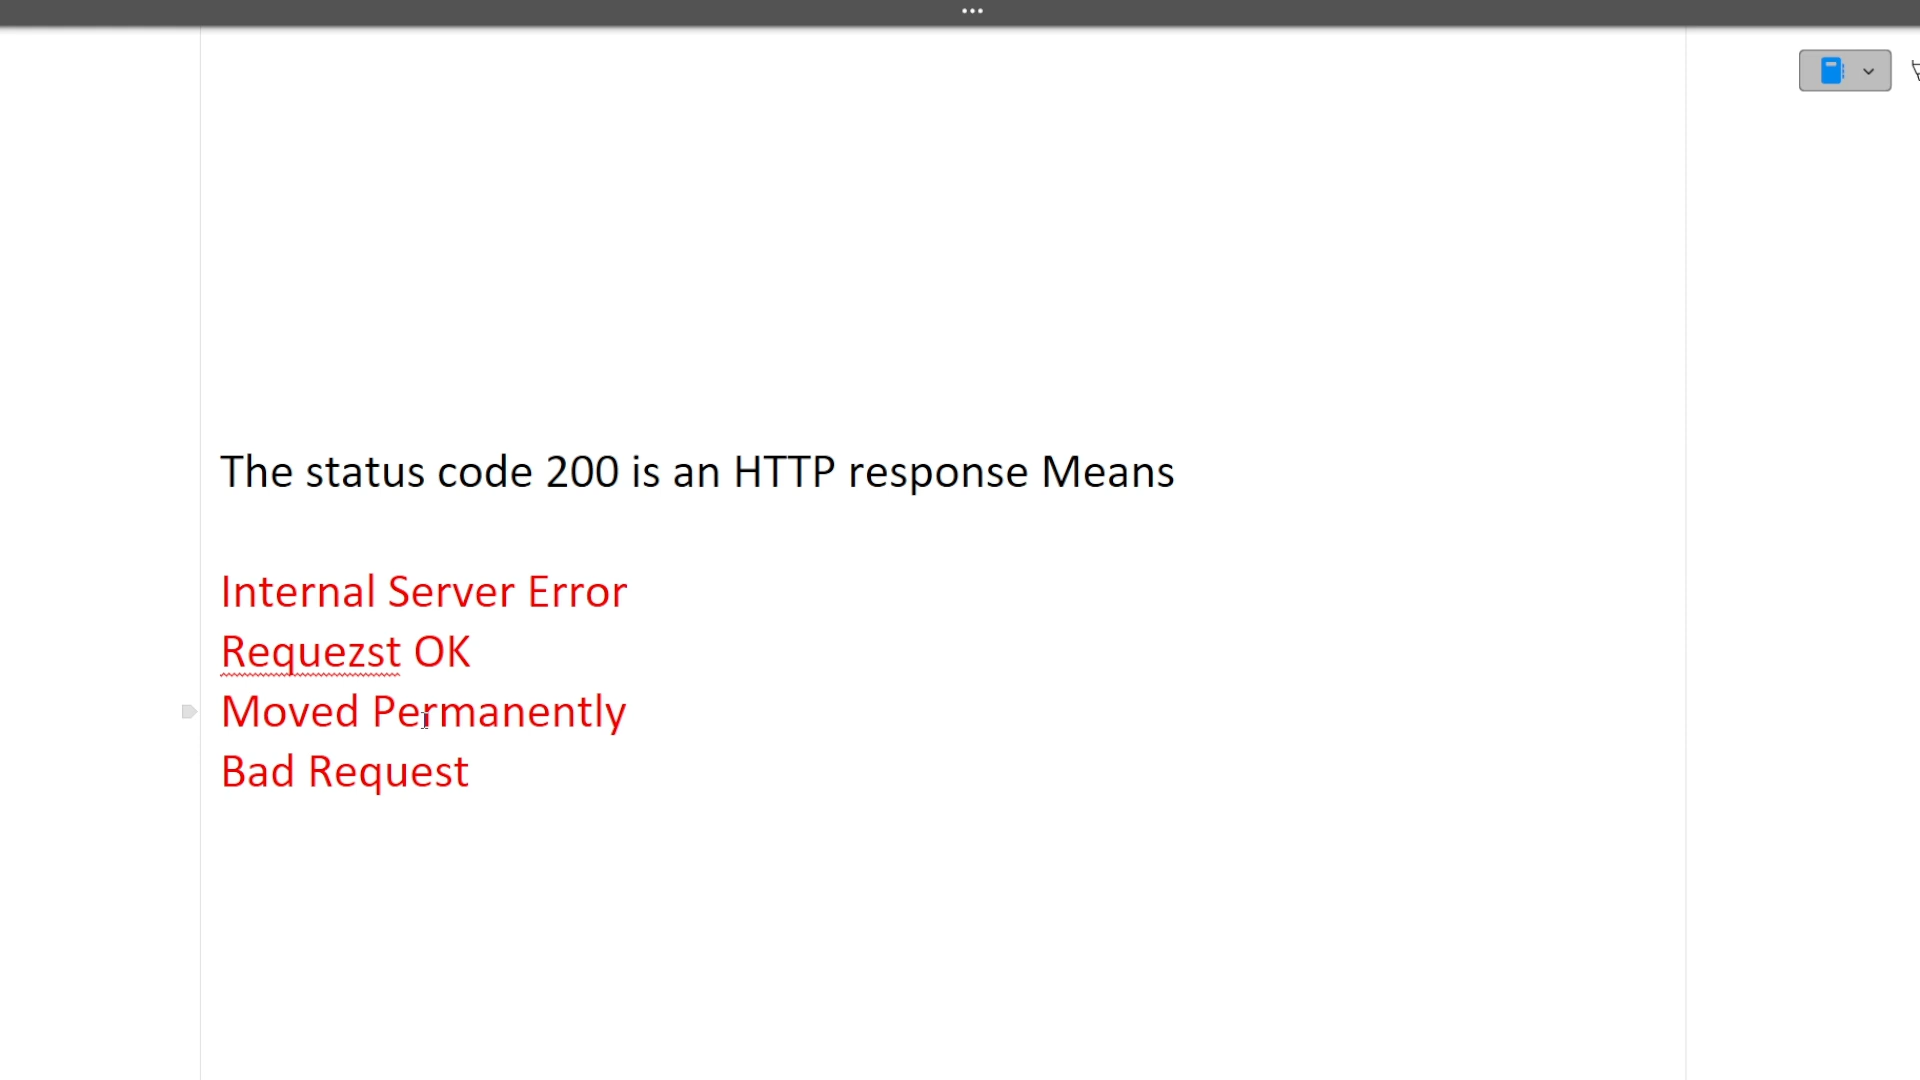 The status code 200 is an HTTP response Means
Internal Server Error
Requezst OK
Moved Permanently
Bad Request